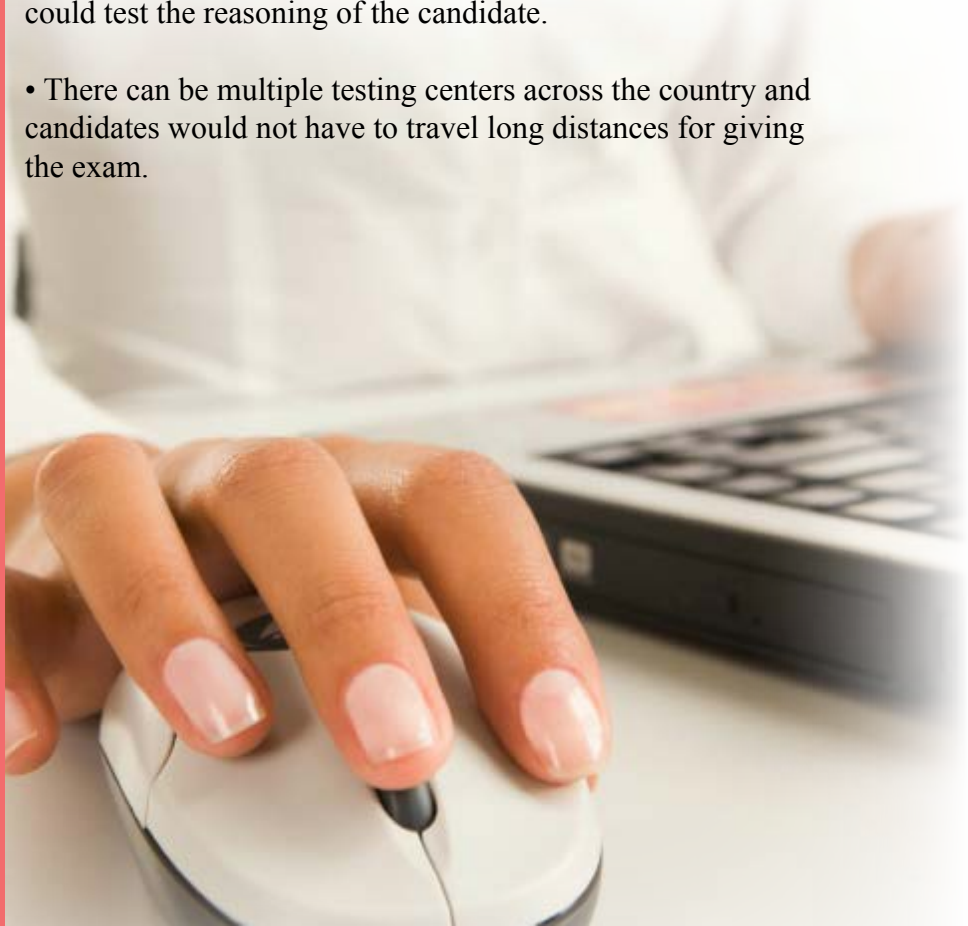 could test the reasoning of the candidate.
• There can be multiple testing centers across the country and
candidates would not have to travel long distances for giving
the exam.